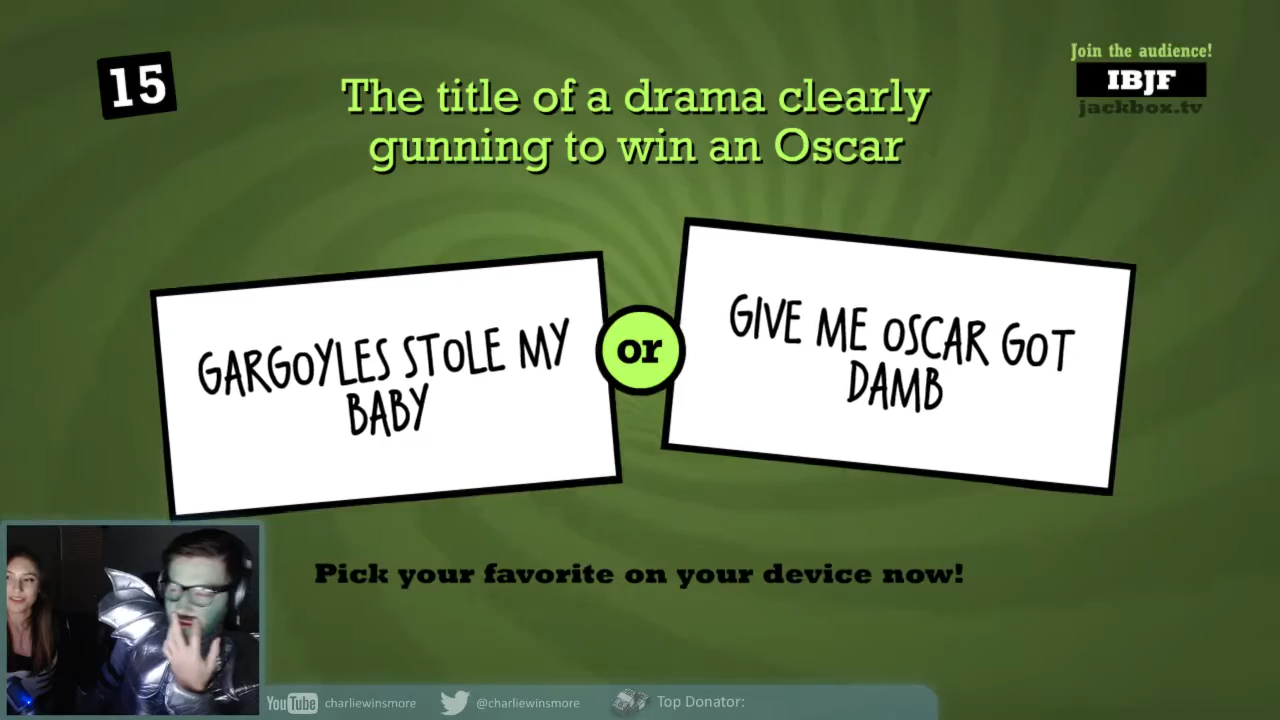 15
The title of a drama clearly
gunning to win an Oscar
Join the audience!
IBJF
jackbox.tv
GARGOYLES STOLE MY
BABY
or
GIVE ME OSCAR GOT
DAMB
Pick your favorite on your device now!
YouTube charliewinsmore @charliewinsmore Top Donator: